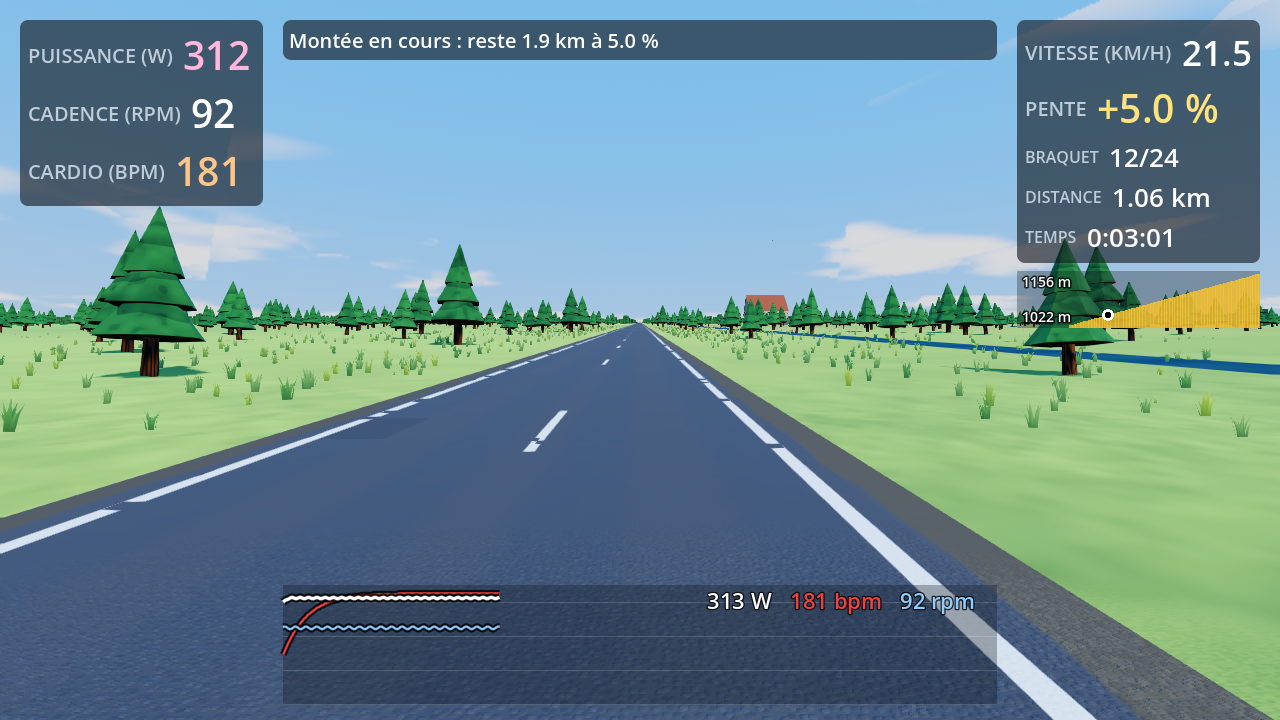 PUISSANCE (W) 312
CADENCE (RPM) 92
CARDIO (BPM) 181
Montée en cours : reste 1.9 km à 5.0 %
VITESSE (KM/H) 21.5
PENTE +5.0 %
BRAQUET 12/24
DISTANCE 1.06 km
TEMPS 0:03:01
1156 m
1022 m
313 W 181 bpm 92 rpm